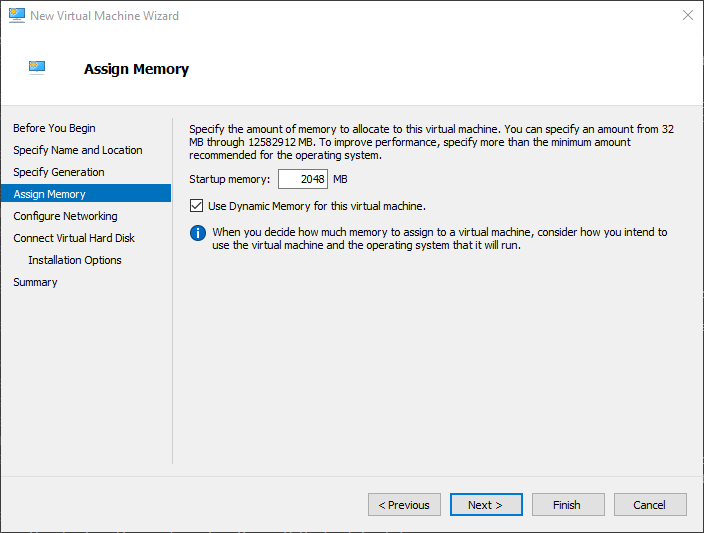 New Virtual Machine Wizard
Assign Memory
Before You Begin
Specify Name and Location
Specify Generation
Assign Memory
Configure Networking
Connect Virtual Hard Disk
Installation Options
Summary
Specify the amount of memory to allocate to this virtual machine. You can specify an amount from 32
MB through 12582912 MB. To improve performance, specify more than the minimum amount
recommended for the operating system.
Startup memory: 2048 MB
Use Dynamic Memory for this virtual machine.
When you decide how much memory to assign to a virtual machine, consider how you intend to
use the virtual machine and the operating system that it will run.
< Previous Next > Finish Cancel